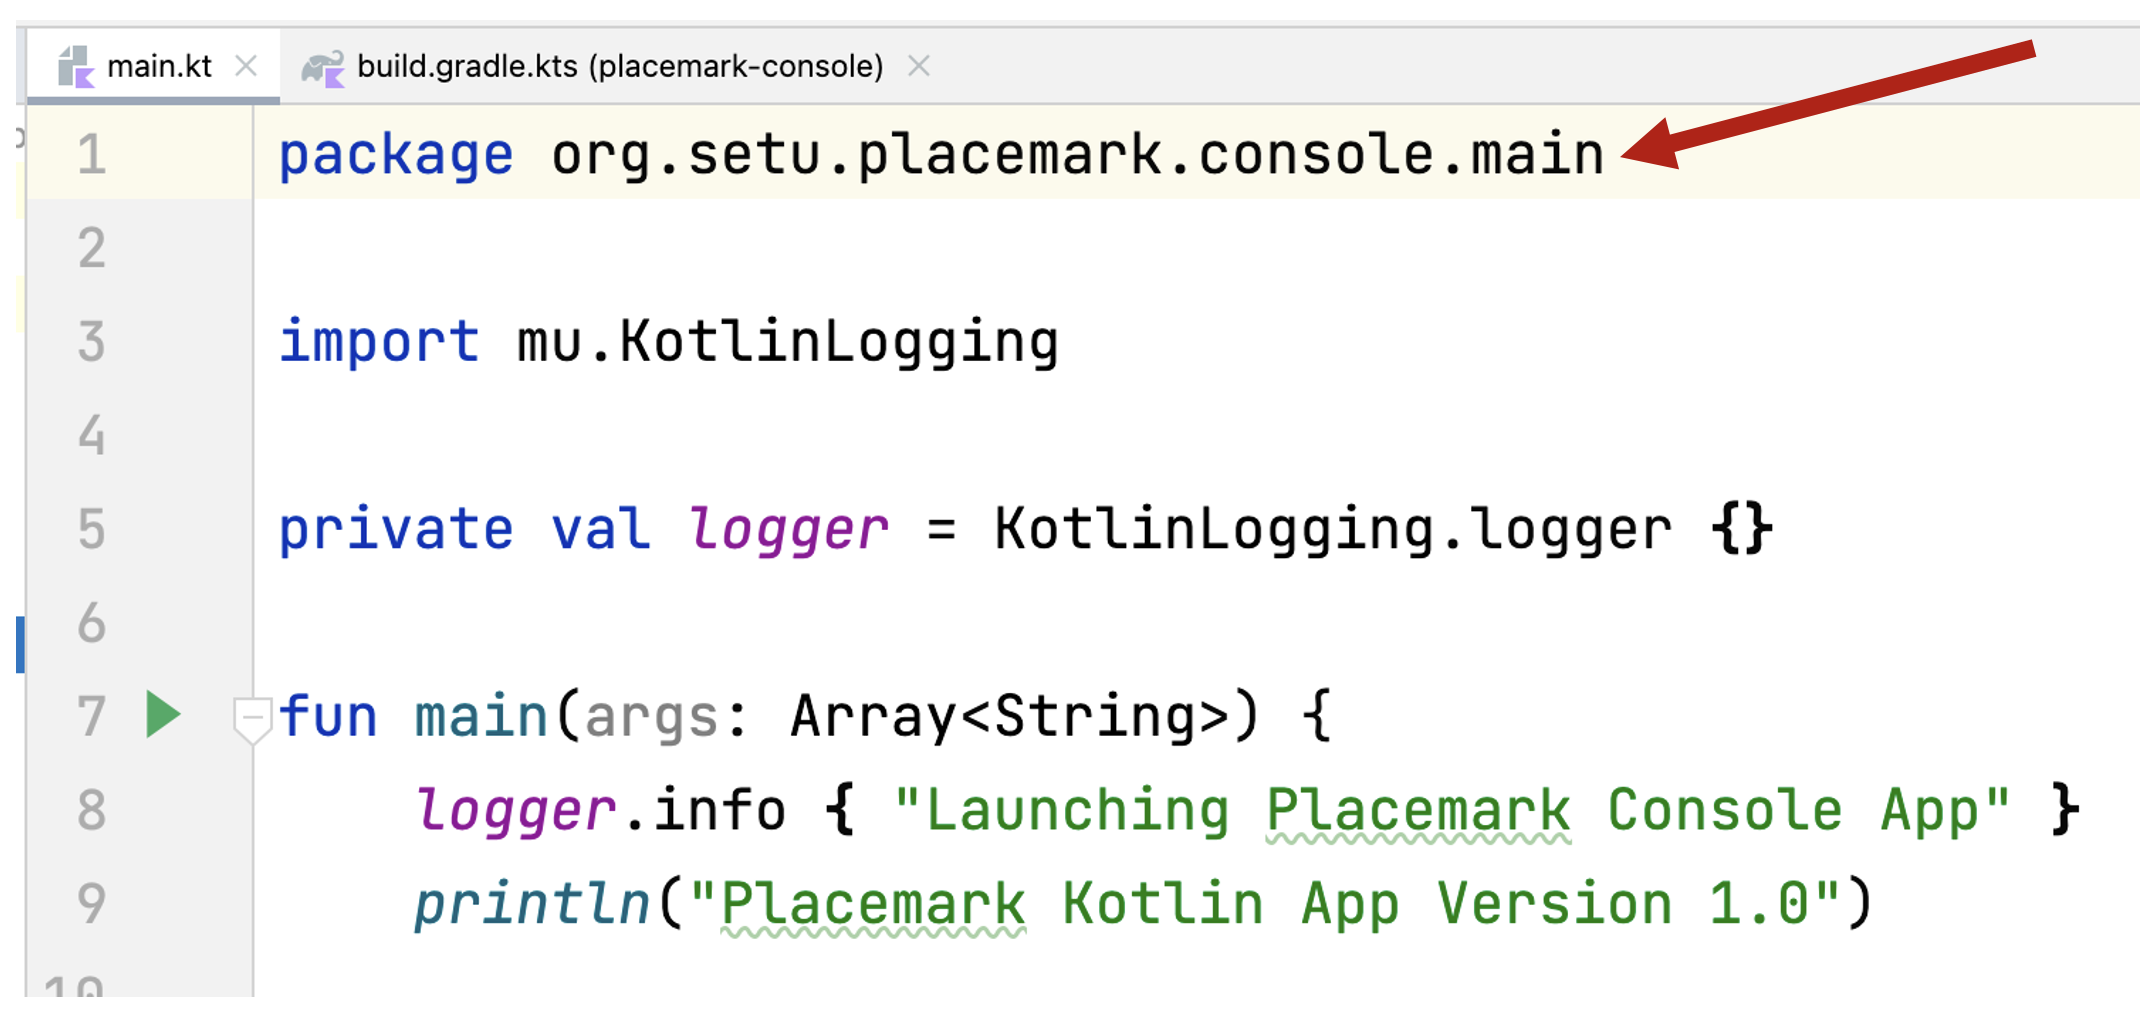 main.kt build.gradle.kts (placemark-console)
1 package org.setu.placemark.console.main
2
3 import mu.KotlinLogging
4
5 private val logger = KotlinLogging.logger {}
6
7 fun main(args: Array<String>) {
8 logger.info { "Launching Placemark Console App" }
9 println("Placemark Kotlin App Version 1.0")
10